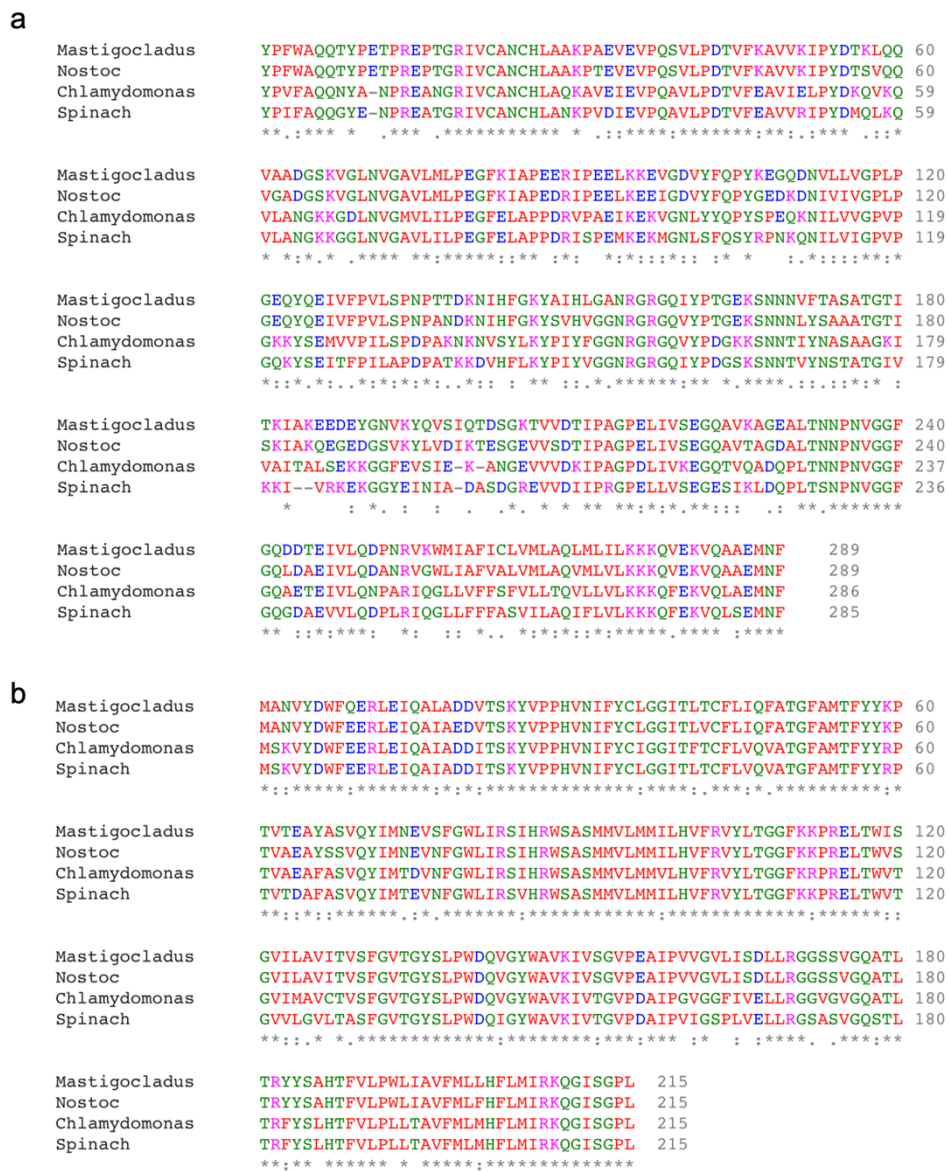 a
Mastigocladus YPFWAQQTYPETPREPTGRIVCANCHLAAKPAEVEVPQSVLPDTVFKAVVKIPYDTKLQQ 60
Nostoc YPFWAQQTYPETPREPTGRIVCANCHLAAKPTEVEVPQSVLPDTVFKAVVKIPYDTSVQQ 60
Chlamydomonas YPVFAQQNYA-NPREANGRIVCANCHLAQKAVEIEVPQAVLPDTVFEAVIELPYDKQVKQ 59
Spinach YPIFAQQGYE-NPREATGRIVCANCHLANKPVDIEVPQAVLPDTVFEAVVRIPYDMQLKQ 59
**.:*** * .***.*********** * .::****:*******:**:.:*** .::*
Mastigocladus VAADGSKVGLNVGAVLMLPEGFKIAPEERIPEELKKEVGDVYFQPYKEGQDNVLLVGPLP 120
Nostoc VGADGSKVGLNVGAVLMLPEGFKIAPEDRIPEELKEEIGDVYFQPYGEDKDNIVIVGPLP 120
Chlamydomonas VLANGKKGDLNVGMVLILPEGFELAPPDRVPAEIKEKVGNLYYQPYSPEQKNILVVGPVP 119
Spinach VLANGKKGGLNVGAVLILPEGFELAPPDRISPEMKEKMGNLSFQSYRPNKQNILVIGPVP 119
* *:*.* .**** **:*****::** :*:. *:*::*:: :*.* :.*:::**:*
Mastigocladus GEQYQEIVFPVLSPNPTTDKNIHFGKYAIHLGANRGRGQIYPTGEKSNNNVFTASATGTI 180
Nostoc GEQYQEIVFPVLSPNPANDKNIHFGKYSVHVGGNRGRGQVYPTGEKSNNNLYSAAATGTI 180
Chlamydomonas GKKYSEMVVPILSPDPAKNKNVSYLKYPIYFGGNRGRGQVYPDGKKSNNTIYNASAAGKI 179
Spinach GQKYSEITFPILAPDPATKKDVHFLKYPIYVGGNRGRGQIYPDGSKSNNTVYNSTATGIV 179
*::*.*:..*:*:*:*:..*:: : ** ::.*.******:** *.****.::.::*:* :
Mastigocladus TKIAKEEDEYGNVKYQVSIQTDSGKTVVDTIPAGPELIVSEGQAVKAGEALTNNPNVGGF 240
Nostoc SKIAKQEGEDGSVKYLVDIKTESGEVVSDTIPAGPELIVSEGQAVTAGDALTNNPNVGGF 240
Chlamydomonas VAITALSEKKGGFEVSIE-K-ANGEVVVDKIPAGPDLIVKEGQTVQADQPLTNNPNVGGF 237
Spinach KKI--VRKEKGGYEINIA-DASDGREVVDIIPRGPELLVSEGESIKLDQPLTSNPNVGGF 236
* : *. : : . .*. * * ** **:*:*.**::: .:.**.*******
Mastigocladus GQDDTEIVLQDPNRVKWMIAFICLVMLAQLMLILKKKQVEKVQAAEMNF 289
Nostoc GQLDAEIVLQDANRVGWLIAFVALVMLAQVMLVLKKKQVEKVQAAEMNF 289
Chlamydomonas GQAETEIVLQNPARIQGLLVFFSFVLLTQVLLVLKKKQFEKVQLAEMNF 286
Spinach GQGDAEVVLQDPLRIQGLLFFFASVILAQIFLVLKKKQFEKVQLSEMNF 285
** ::*:***:. *: :: *.. *:*:*::*:*****.**** :****
b
Mastigocladus MANVYDWFQERLEIQALADDVTSKYVPPHVNIFYCLGGITLTCFLIQFATGFAMTFYYKP 60
Nostoc MANVYDWFEERLEIQAIAEDVTSKYVPPHVNIFYCLGGITLVCFLIQFATGFAMTFYYKP 60
Chlamydomonas MSKVYDWFEERLEIQAIADDITSKYVPPHVNIFYCIGGITFTCFLVQVATGFAMTFYYRP 60
Spinach MSKVYDWFEERLEIQAIADDITSKYVPPHVNIFYCLGGITLTCFLVQVATGFAMTFYYRP 60
*::*****:*******:*:*:**************:****:.***:*.**********:*
Mastigocladus TVTEAYASVQYIMNEVSFGWLIRSIHRWSASMMVLMMILHVFRVYLTGGFKKPRELTWIS 120
Nostoc TVAEAYSSVQYIMNEVNFGWLIRSIHRWSASMMVLMMILHVFRVYLTGGFKKPRELTWVS 120
Chlamydomonas TVAEAFASVQYIMTDVNFGWLIRSIHRWSASMMVLMMILHVFRVYLTGGFKRPRELTWVT 120
Spinach TVTDAFASVQYIMTEVNFGWLIRSVHRWSASMMVLMMILHVFRVYLTGGFKKPRELTWVT 120
**::*::******.:*.*******:**************************:******::
Mastigocladus GVILAVITVSFGVTGYSLPWDQVGYWAVKIVSGVPEAIPVVGVLISDLLRGGSSVGQATL 180
Nostoc GVILAVITVSFGVTGYSLPWDQVGYWAVKIVSGVPEAIPVVGVLISDLLRGGSSVGQATL 180
Chlamydomonas GVIMAVCTVSFGVTGYSLPWDQVGYWAVKIVTGVPDAIPGVGGFIVELLRGGVGVGQATL 180
Spinach GVVLGVLTASFGVTGYSLPWDQIGYWAVKIVTGVPDAIPVIGSPLVELLRGSASVGQSTL 180
**::.* *.*************:********:***:*** :* : :****. .***:**
Mastigocladus TRYYSAHTFVLPWLIAVFMLLHFLMIRKQGISGPL 215
Nostoc TRYYSAHTFVLPWLIAVFMLFHFLMIRKQGISGPL 215
Chlamydomonas TRFYSLHTFVLPLLTAVFMLMHFLMIRKQGISGPL 215
Spinach TRFYSLHTFVLPLLTAVFMLMHFLMIRKQGISGPL 215
**:** ****** * *****:**************